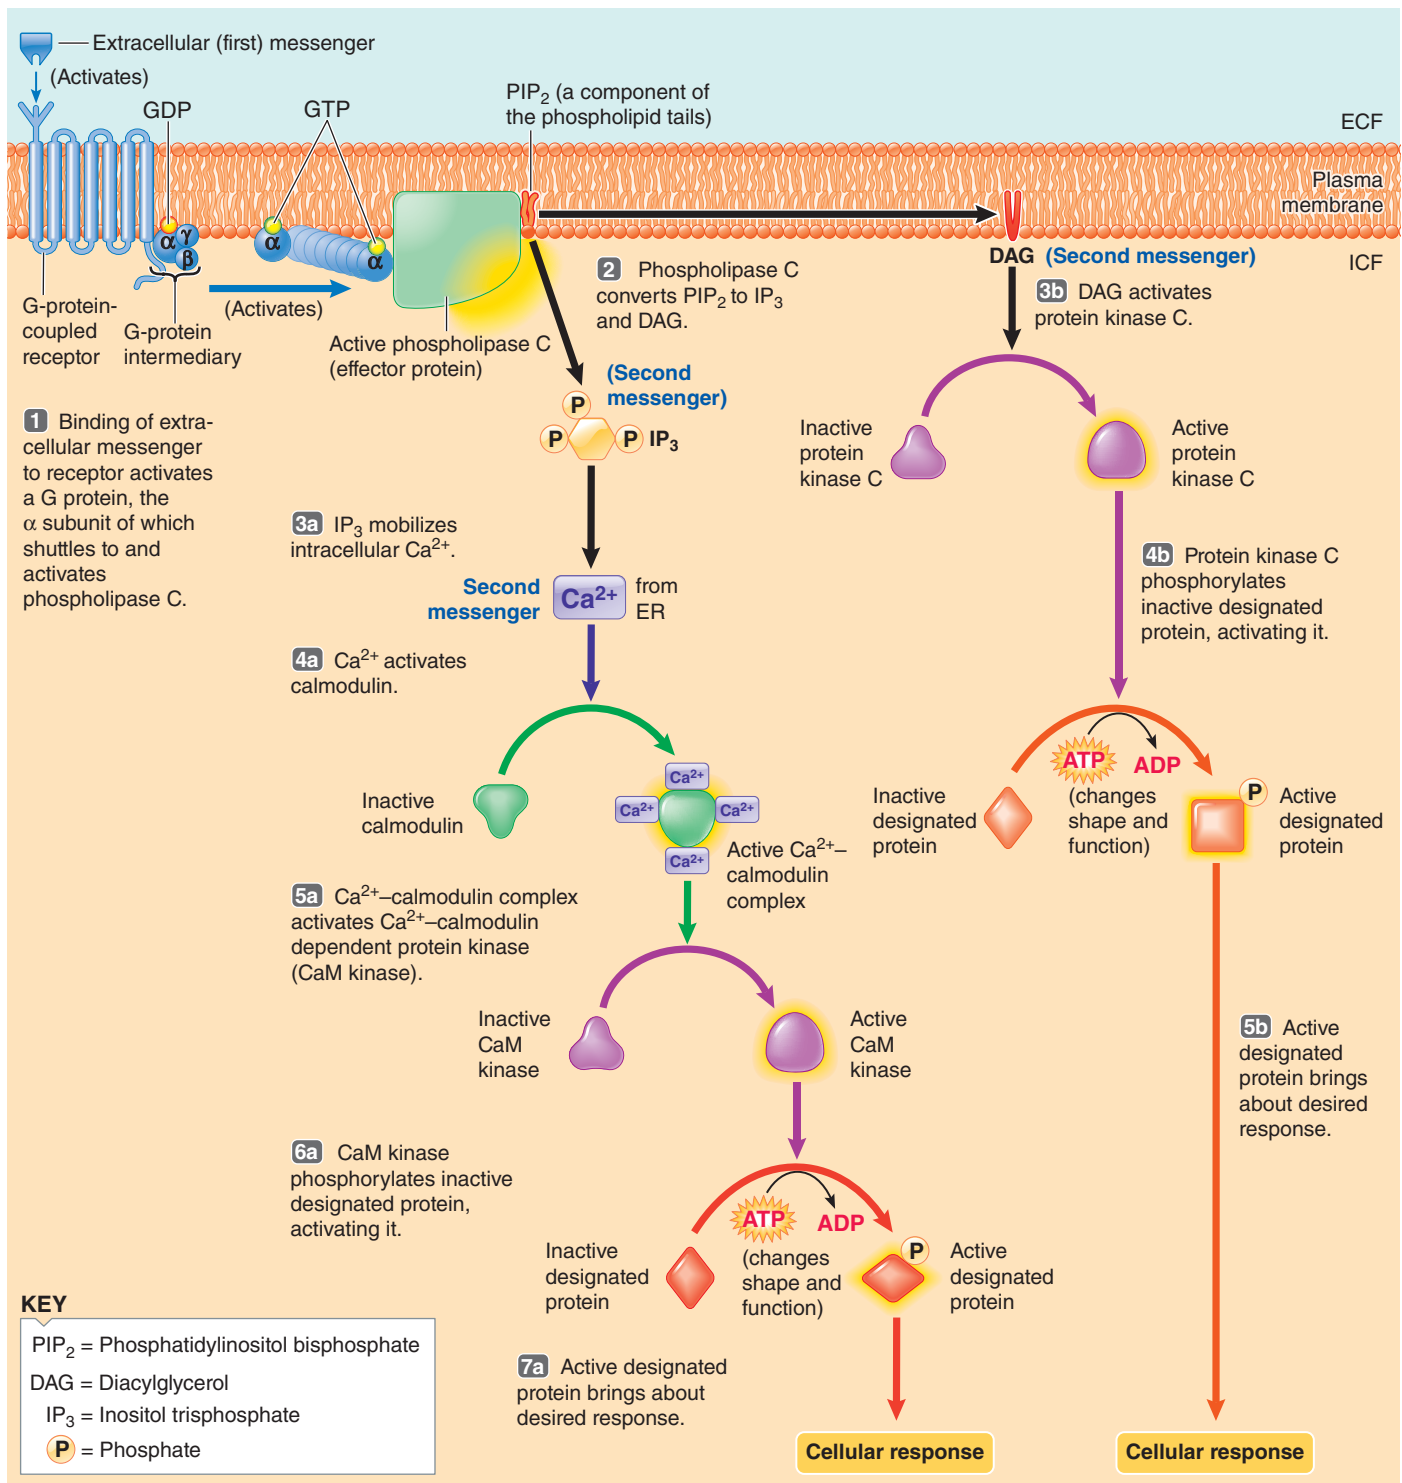 Extracellular (first) messenger
(Activates)
GDP
GTP
PIP2 (a component of
the phospholipid tails)
ECF
Plasma
membrane
ICF
α γ
β
α
α
G-protein-
coupled
receptor
G-protein
intermediary
(Activates)
Active phospholipase C
(effector protein)
2 Phospholipase C
converts PIP2 to IP3
and DAG.
DAG (Second messenger)
3b DAG activates
protein kinase C.
1 Binding of extra-
cellular messenger
to receptor activates
a G protein, the
α subunit of which
shuttles to and
activates
phospholipase C.
(Second
messenger)
P
P P IP3
Inactive
protein
kinase C
Active
protein
kinase C
3a IP3 mobilizes
intracellular Ca2+.
Second
messenger
Ca2+
from
ER
4b Protein kinase C
phosphorylates
inactive designated
protein, activating it.
4a Ca2+ activates
calmodulin.
Inactive
calmodulin
Ca2+
Ca2+ Ca2+
Ca2+
Active Ca2+–
calmodulin
complex
Inactive
designated
protein
ATP ADP
(changes
shape and
function)
P
Active
designated
protein
5a Ca2+–calmodulin complex
activates Ca2+–calmodulin
dependent protein kinase
(CaM kinase).
Inactive
CaM
kinase
Active
CaM
kinase
5b Active
designated
protein brings
about desired
response.
6a CaM kinase
phosphorylates inactive
designated protein,
activating it.
Inactive
designated
protein
ATP ADP
(changes
shape and
function)
P
Active
designated
protein
7a Active designated
protein brings about
desired response.
Cellular response
Cellular response
KEY
PIP2 = Phosphatidylinositol bisphosphate
DAG = Diacylglycerol
IP3 = Inositol trisphosphate
P = Phosphate